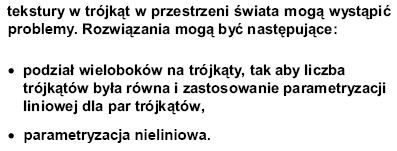 tekstury w trójkąt w przestrzeni świata mogą wystąpić
problemy. Rozwiązania mogą być następujące:
• podział wieloboków na trójkąty, tak aby liczba
trójkątów była równa i zastosowanie parametryzacji
liniowej dla par trójkątów,
• parametryzacja nieliniowa.